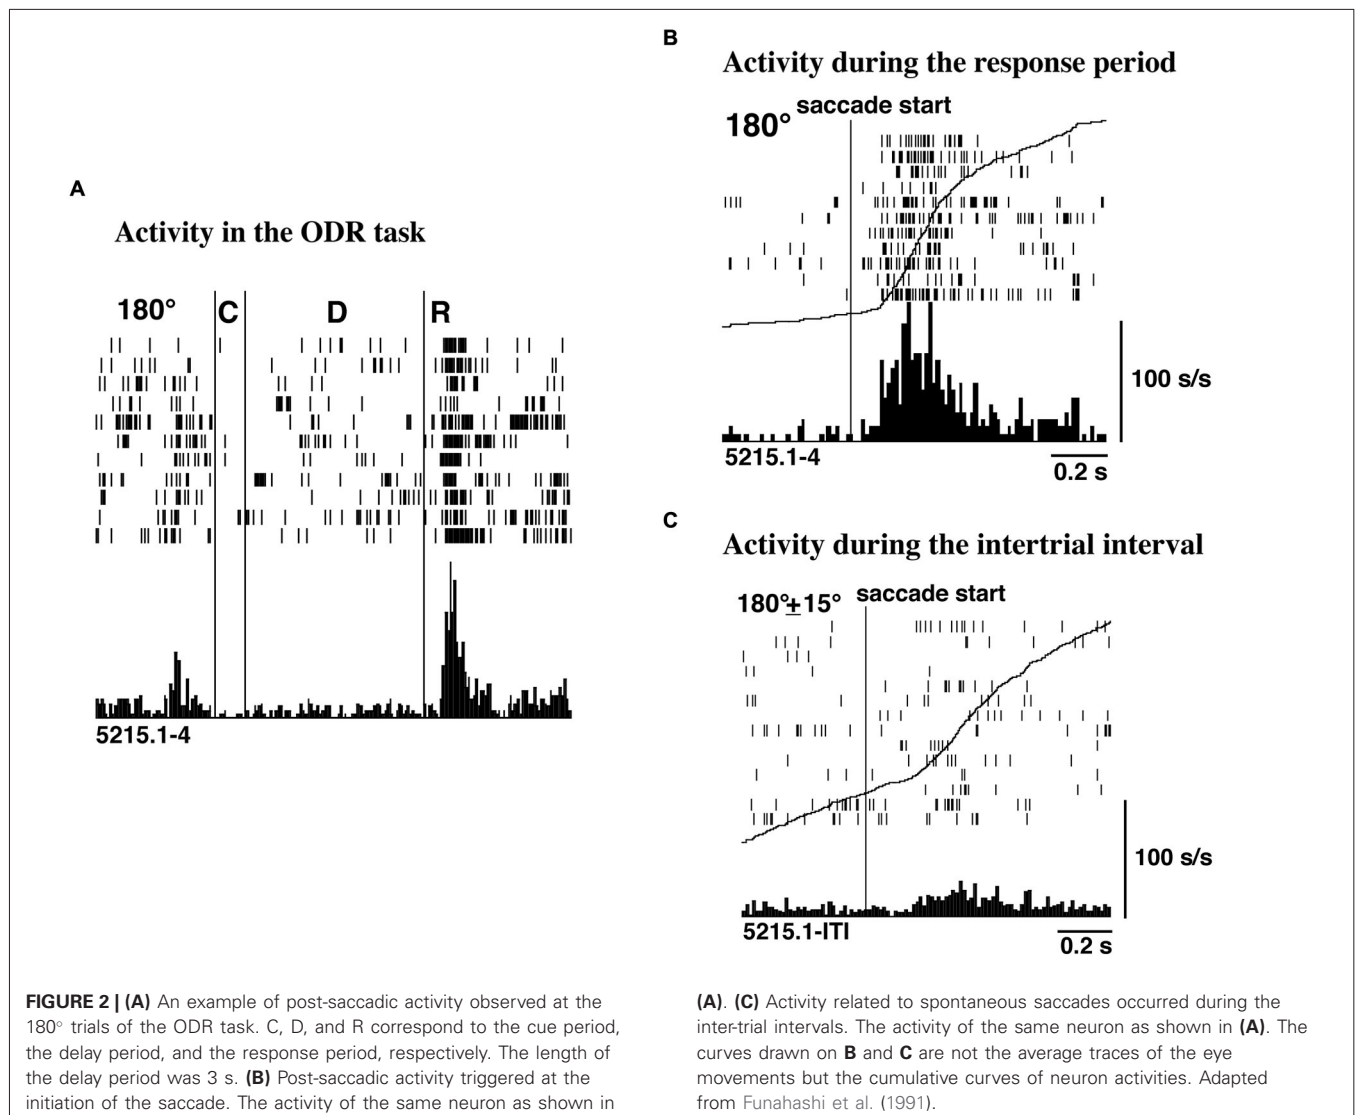 A
Activity in the ODR task
180°
C
D
R
5215.1-4
B
Activity during the response period
saccade start
180°
100 s/s
5215.1-4
0.2 s
C
Activity during the intertrial interval
saccade start
180°±15°
100 s/s
5215.1-ITI
0.2 s
FIGURE 2 | (A) An example of post-saccadic activity observed at the
180° trials of the ODR task. C, D, and R correspond to the cue period,
the delay period, and the response period, respectively. The length of
the delay period was 3 s. (B) Post-saccadic activity triggered at the
initiation of the saccade. The activity of the same neuron as shown in
(A). (C) Activity related to spontaneous saccades occurred during the
inter-trial intervals. The activity of the same neuron as shown in (A). The
curves drawn on B and C are not the average traces of the eye
movements but the cumulative curves of neuron activities. Adapted
from Funahashi et al. (1991).